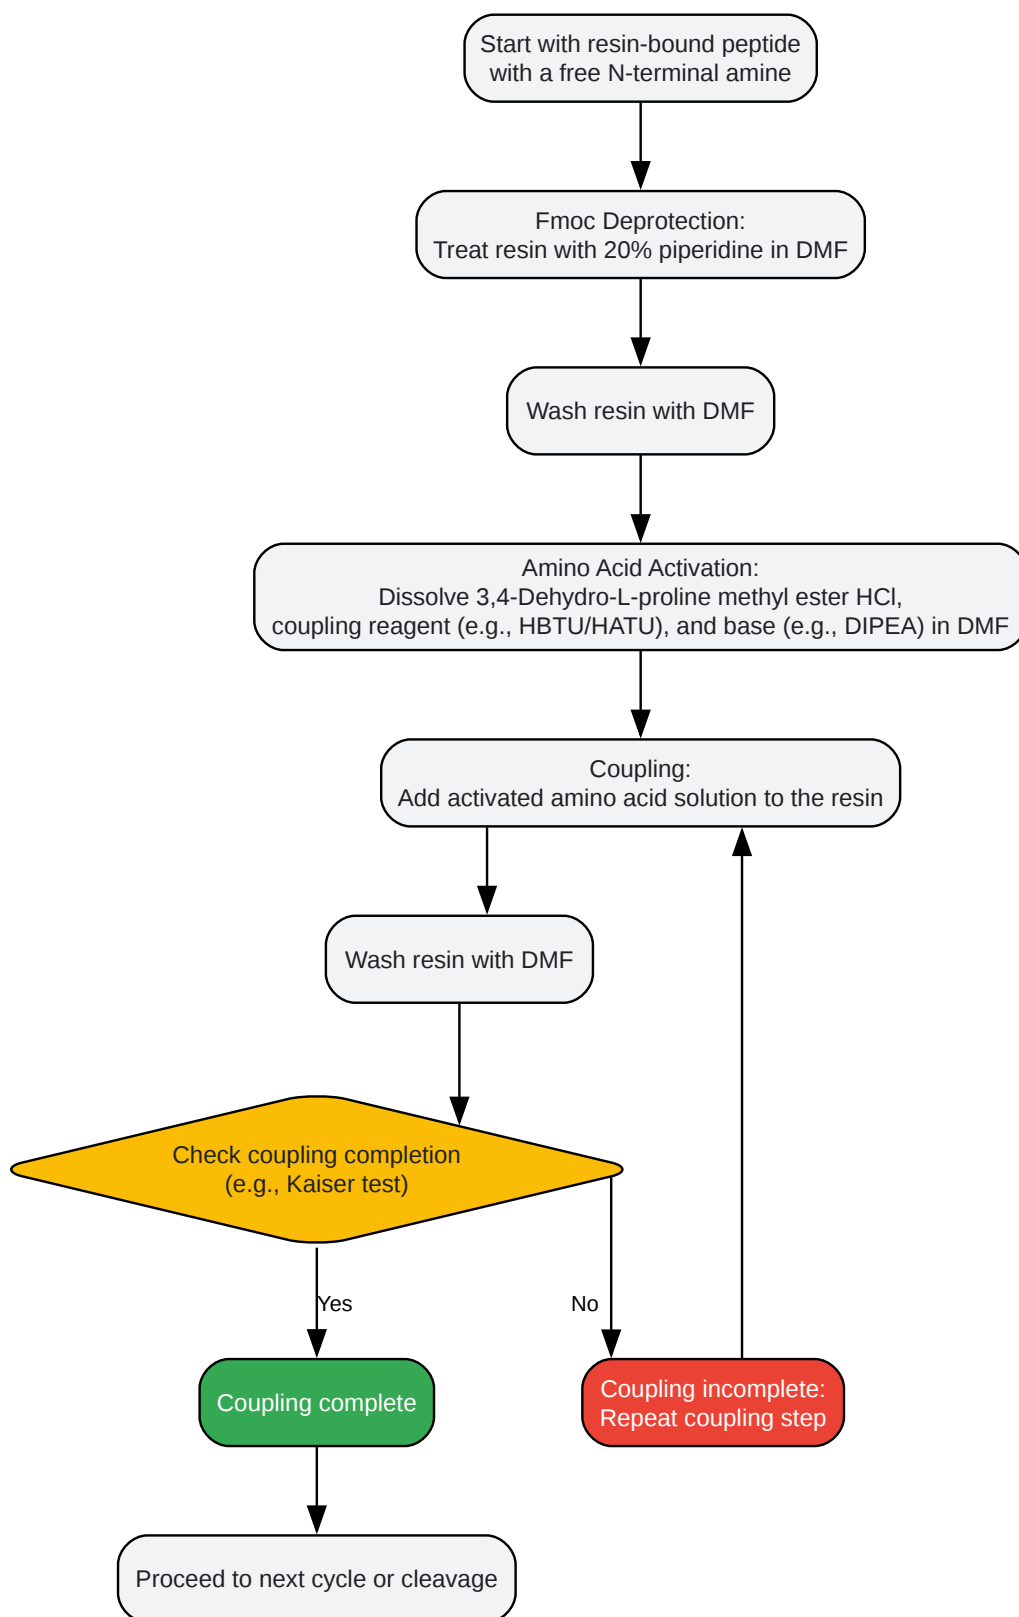 Start with resin-bound peptide
with a free N-terminal amine
Fmoc Deprotection:
Treat resin with 20% piperidine in DMF
Wash resin with DMF
Amino Acid Activation:
Dissolve 3,4-Dehydro-L-proline methyl ester HCl,
coupling reagent (e.g., HBTU/HATU), and base (e.g., DIPEA) in DMF
Coupling:
Add activated amino acid solution to the resin
Wash resin with DMF
Check coupling completion
(e.g., Kaiser test)
Yes
No
Coupling complete
Coupling incomplete:
Repeat coupling step
Proceed to next cycle or cleavage